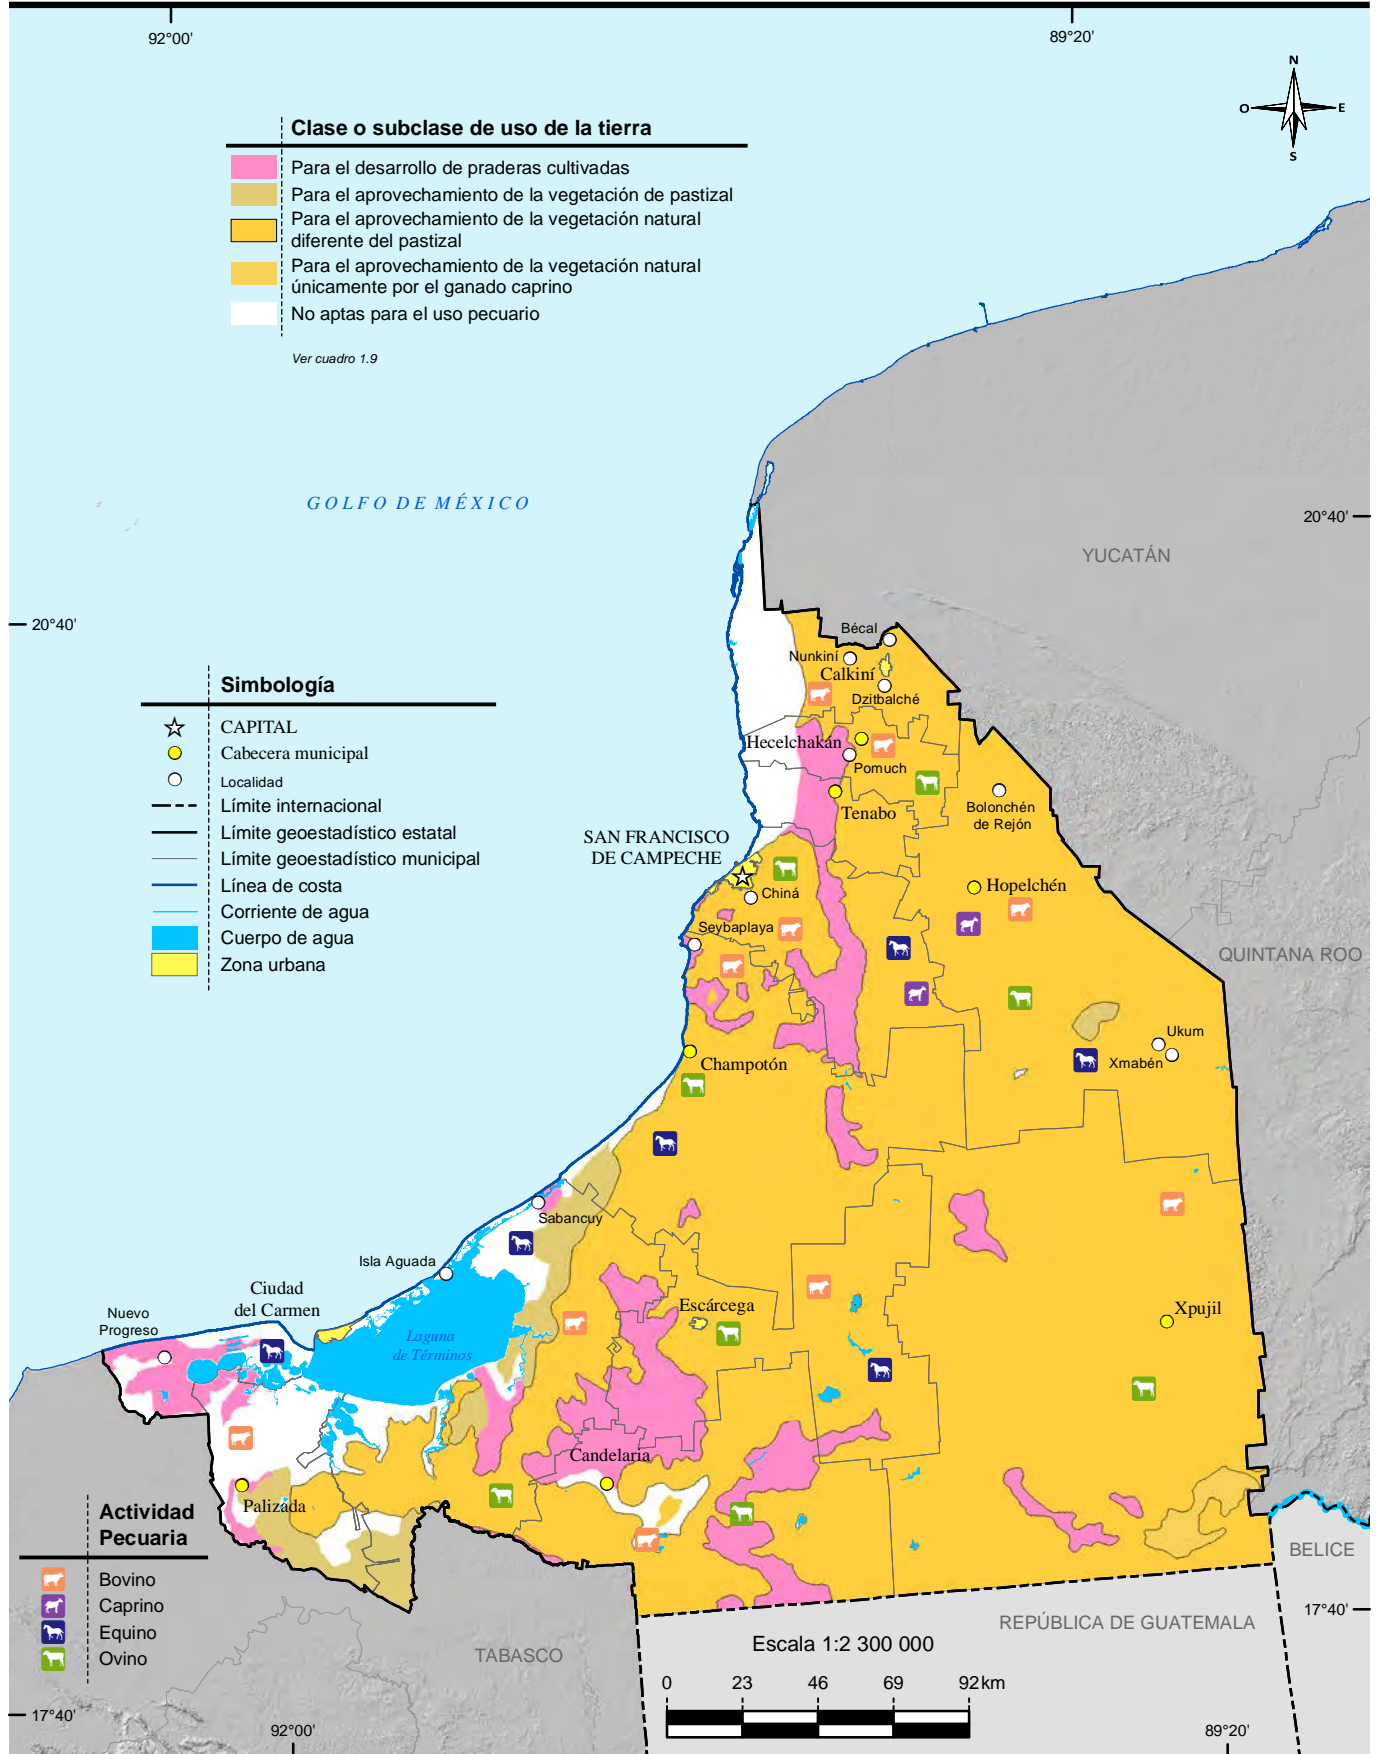 92°00'
89°20'
N
O
E
S
Clase o subclase de uso de la tierra
Para el desarrollo de praderas cultivadas
Para el aprovechamiento de la vegetación de pastizal
Para el aprovechamiento de la vegetación natural
diferente del pastizal
Para el aprovechamiento de la vegetación natural
únicamente por el ganado caprino
No aptas para el uso pecuario
Ver cuadro 1.9
GOLFO DE MÉXICO
20°40'
YUCATÁN
20°40'
Bécal
Nunkiní
Calkiní
Dzitbalché
Simbología
CAPITAL
Cabecera municipal
Localidad
Límite internacional
Límite geoestadístico estatal
Límite geoestadístico municipal
Línea de costa
Corriente de agua
Cuerpo de agua
Zona urbana
Hecelchakán
Pomuch
Tenabo
Bolonchén
de Rejón
SAN FRANCISCO
DE CAMPECHE
Chiná
Hopelchén
Seybaplaya
QUINTANA ROO
Ukum
Xmabén
Champotón
Sabancuy
Isla Aguada
Ciudad
del Carmen
Nuevo
Progreso
Laguna
de Términos
Escárcega
Xpujil
Candelaria
Palizada
Actividad
Pecuaria
Bovino
Caprino
Equino
Ovino
BELICE
REPÚBLICA DE GUATEMALA
17°40'
TABASCO
Escala 1:2 300 000
0 23 46 69 92 km
17°40'
92°00'
89°20'